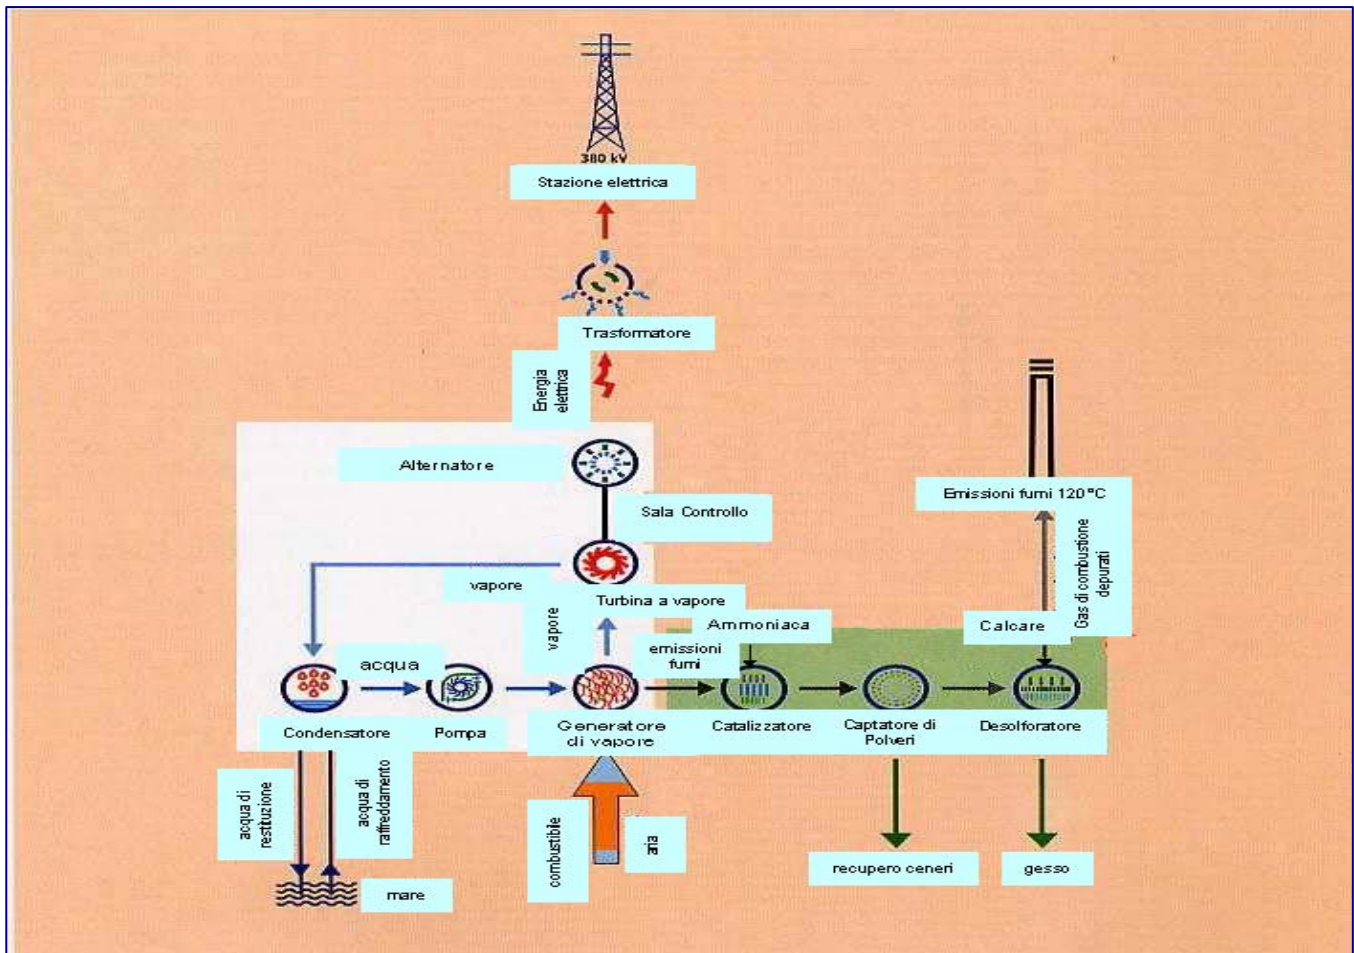 380 kV
Stazione elettrica
Trasformatore
Energia
elettrica
Alternatore
Emissioni fumi 120°C
Sala Controllo
Gas di combustione
depurati
vapore
Turbina a vapore
vapore
Ammoniaca
Calcare
emissioni
fumi
acqua
Condensatore
Pompa
Generatore
di vapore
Catalizzatore
Captatore di
Polveri
Desolforatore
acqua di
restituzione
acqua di
raffreddamento
combustibile
aria
recupero ceneri
gesso
mare